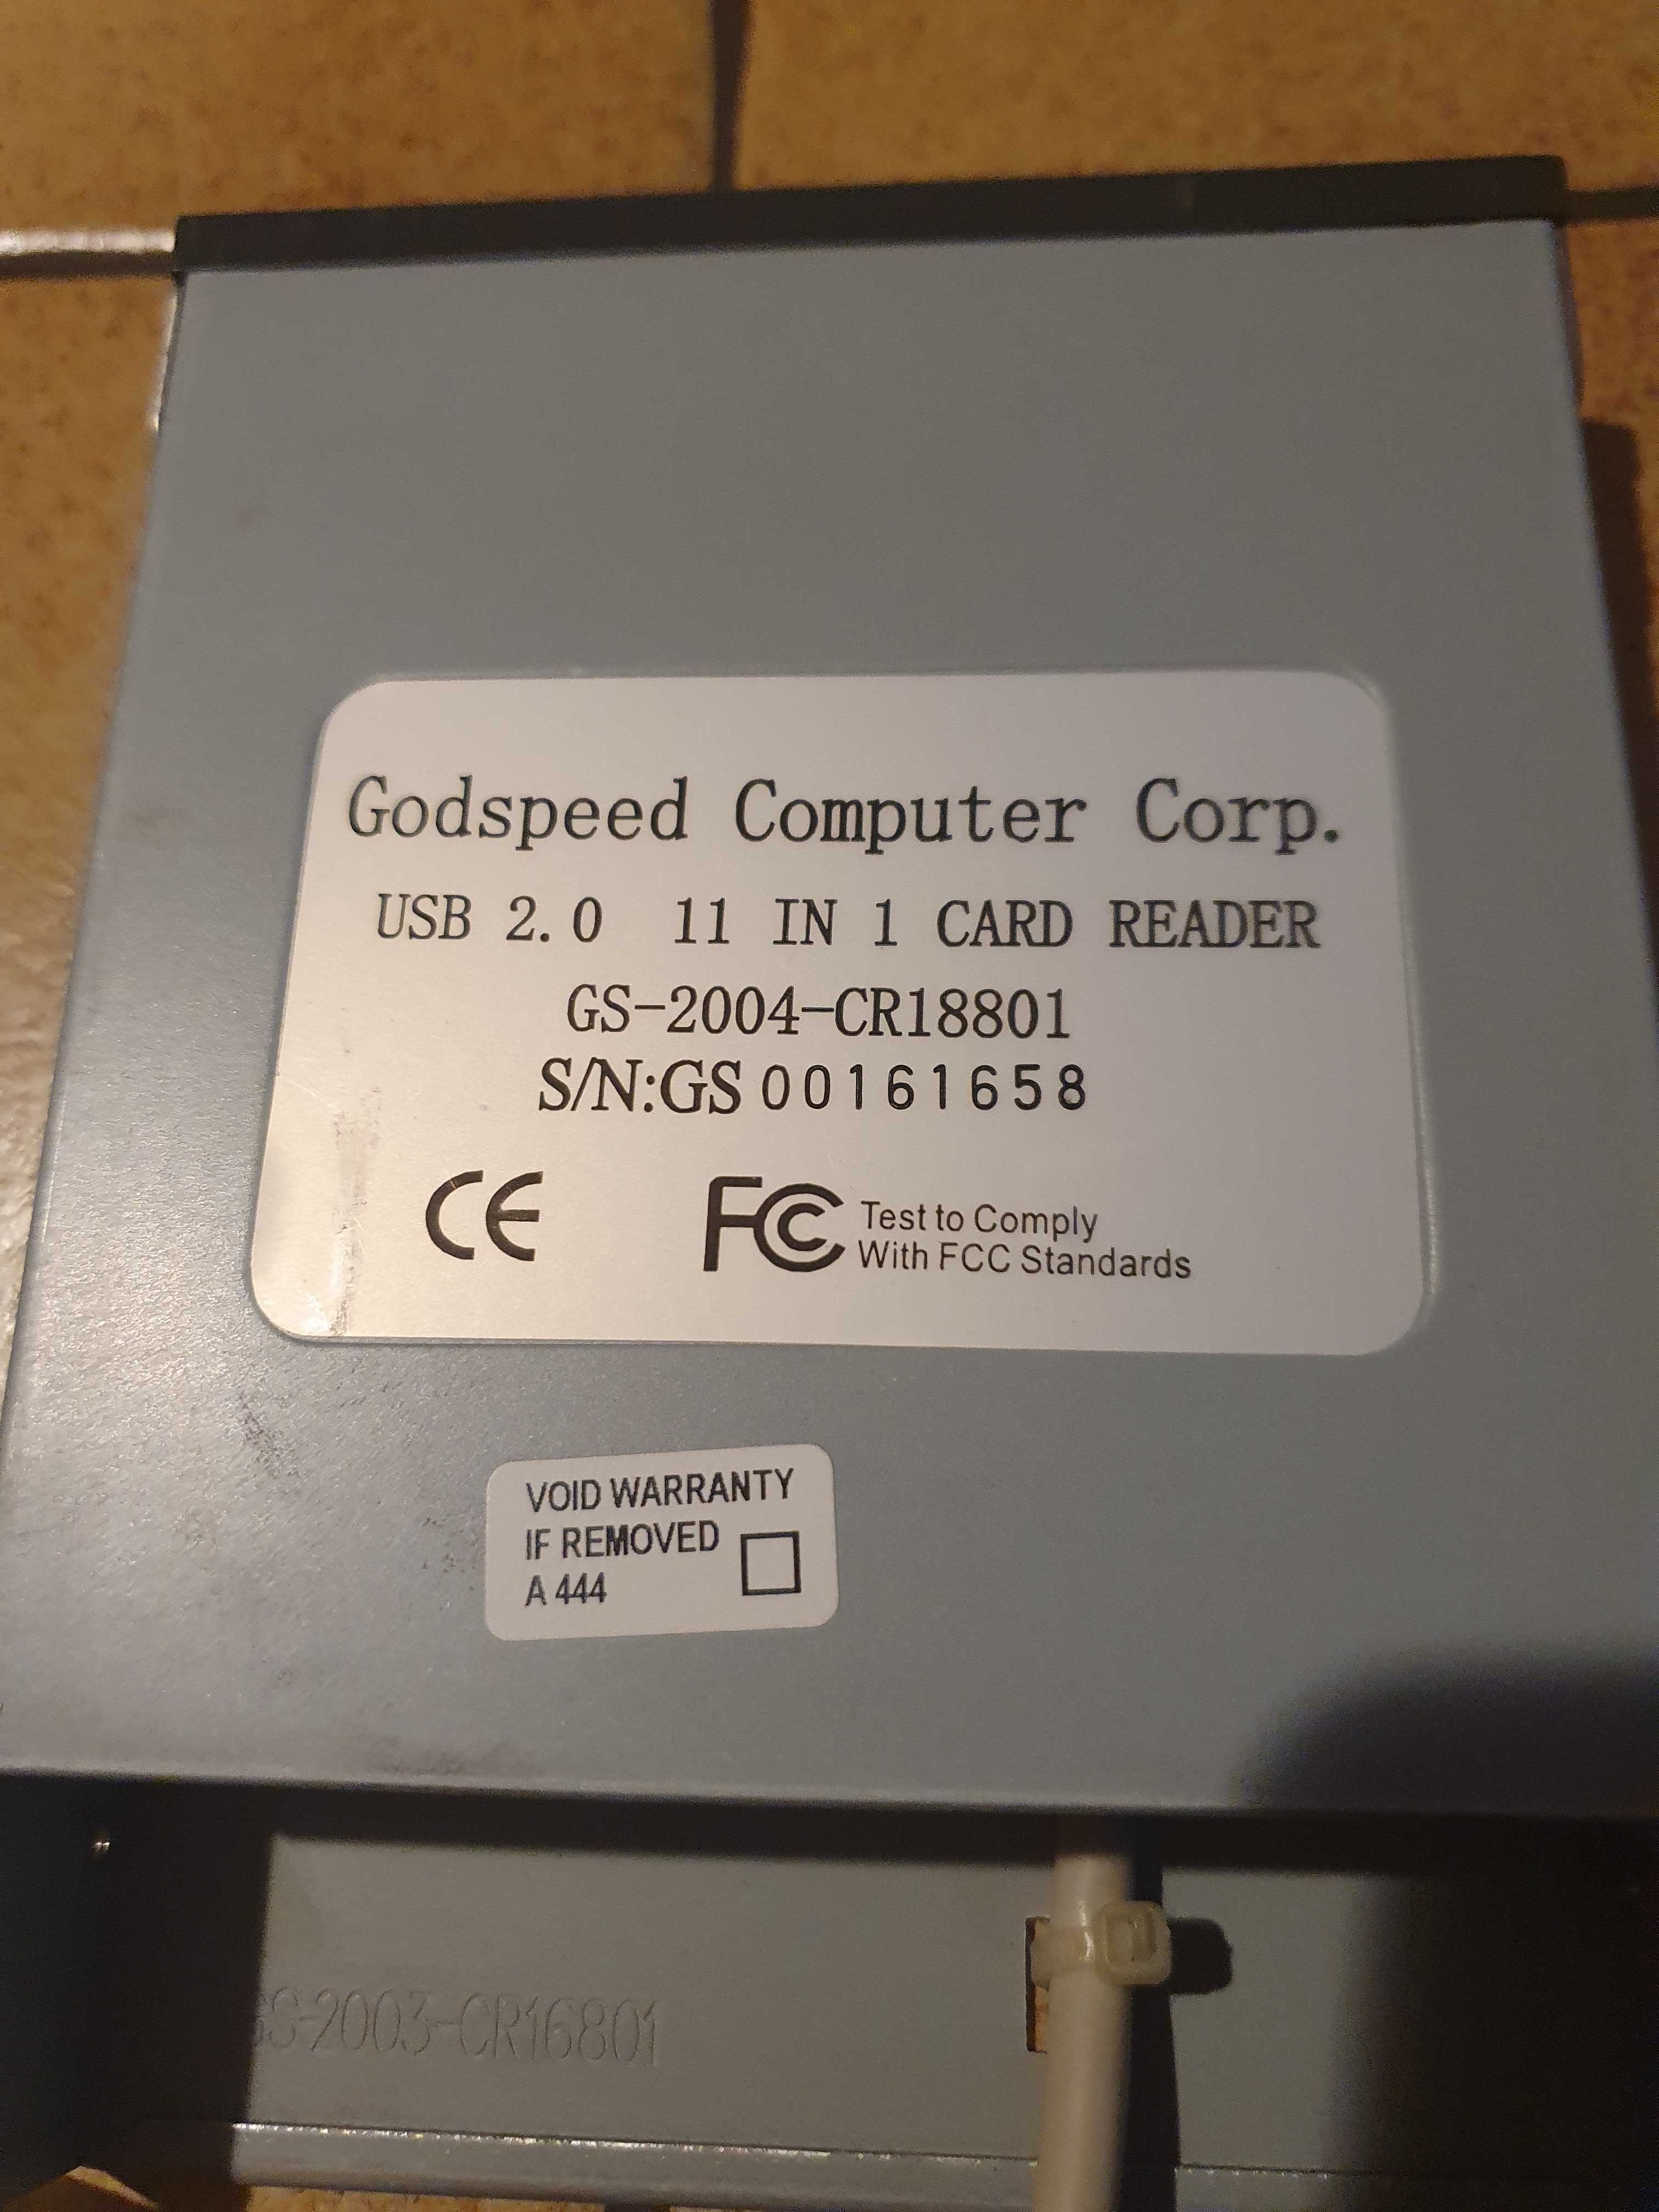 Godspeed Computer Corp.
USB 2.0 11 IN 1 CARD READER
GS-2004-CR18801
S/N:GS 00161658
CE FC Test to Comply
With FCC Standards
VOID WARRANTY
IF REMOVED
A 444
GS-2003-CR16801